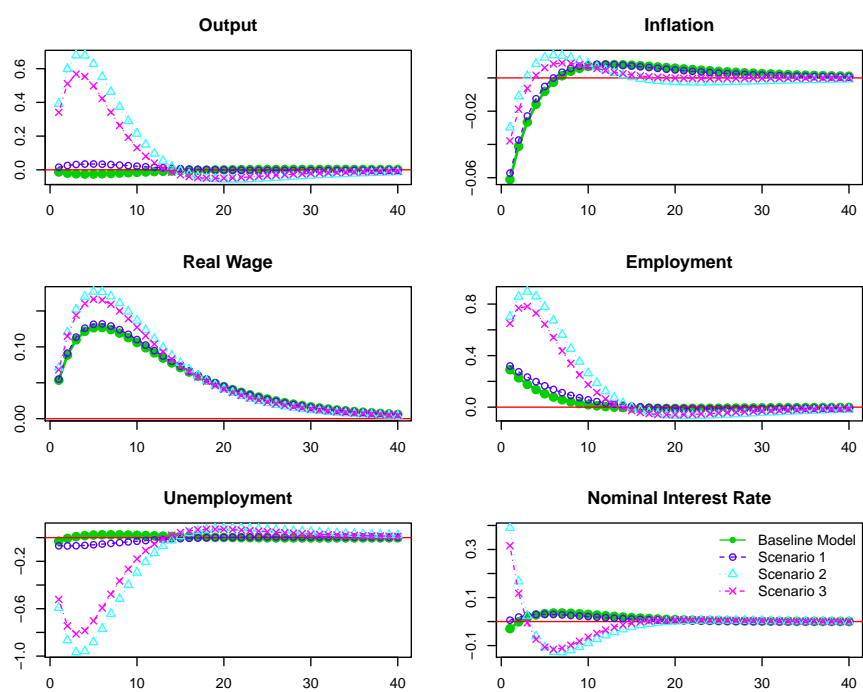 Output
Inflation
0.6
0.4
0.2
0.0
0 10 20 30 40
−0.02
−0.06
0 10 20 30 40
Real Wage
Employment
0.10
0.00
0 10 20 30 40
0.8
0.4
0.0
0 10 20 30 40
Unemployment
Nominal Interest Rate
−0.2
−0.6
−1.0
0 10 20 30 40
0.3
0.1
−0.1
0 10 20 30 40
Baseline Model
Scenario 1
Scenario 2
Scenario 3